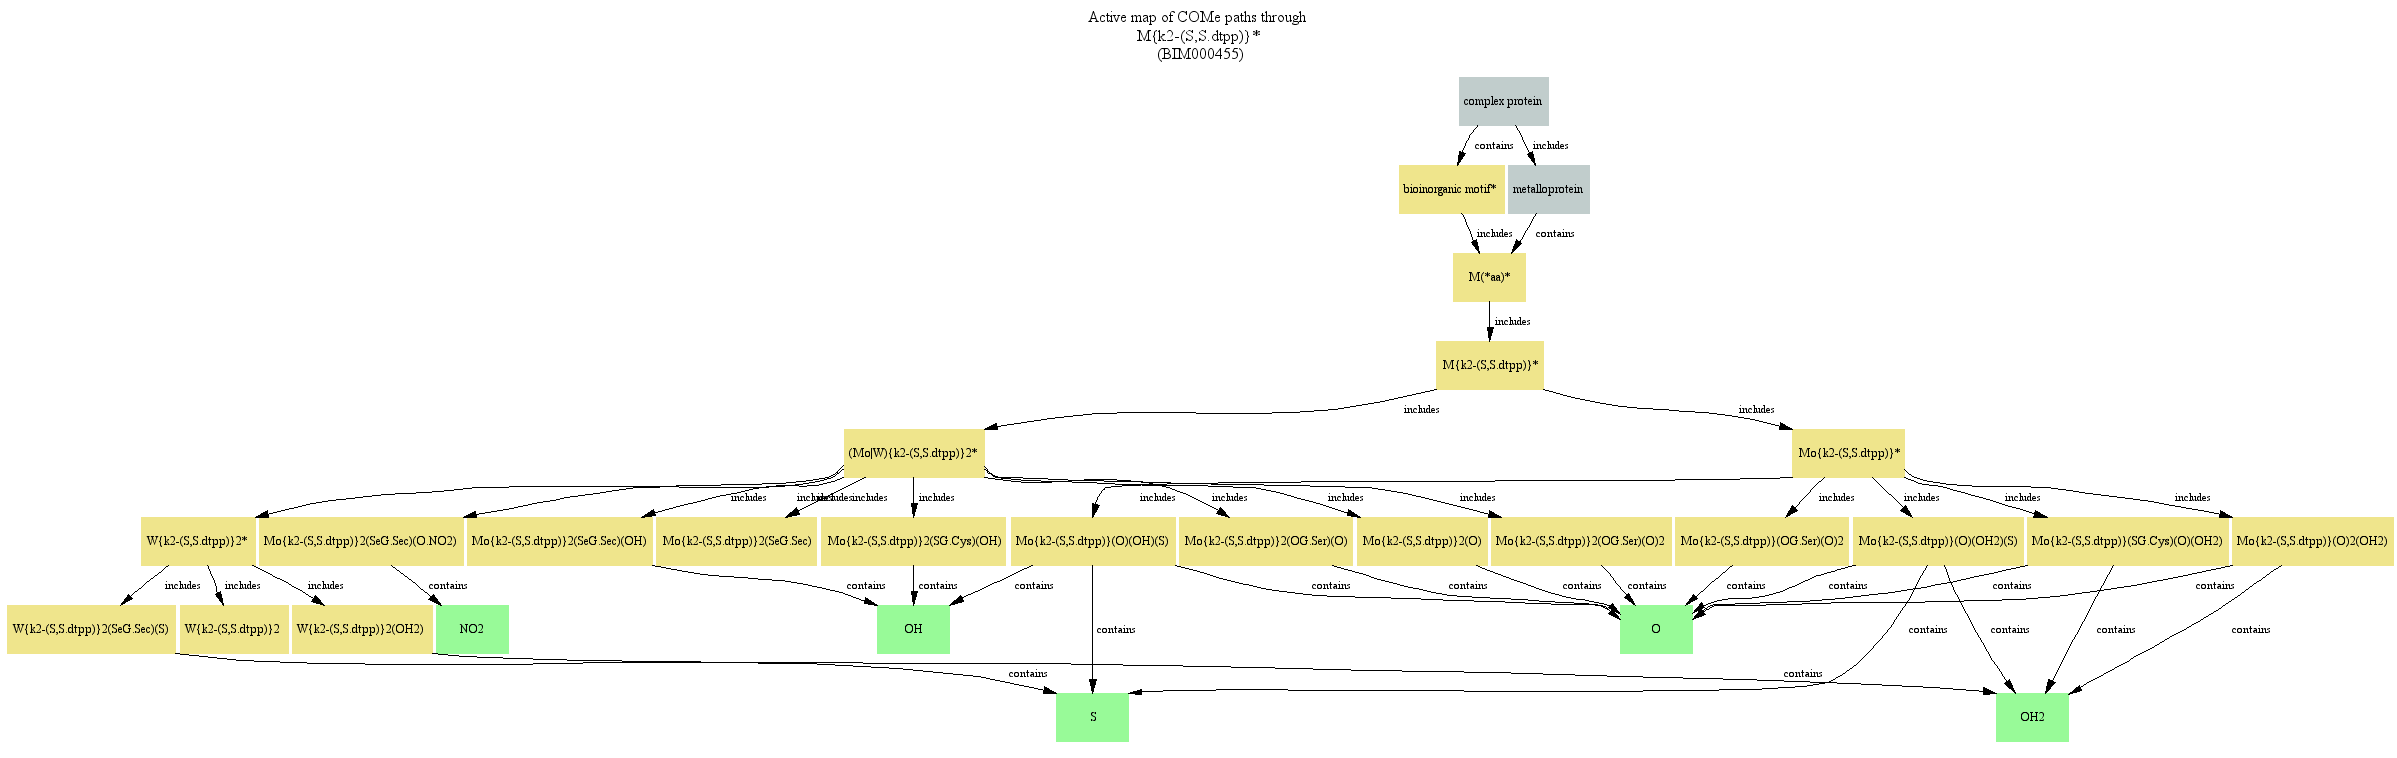 Active map of COMe paths through
M{k2-(S,S.dtpp)}*
(BIM000455)
complex protein
contains
includes
bioinorganic motif*
metalloprotein
includes
contains
M(*aa)*
includes
M{k2-(S,S.dtpp)}*
includes
includes
(Mo|W){k2-(S,S.dtpp)}2*
Mo{k2-(S,S.dtpp)}*
includes
includes
includes
includes
includes
includes
includes
includes
includes
includes
includes
includes
includes
W{k2-(S,S.dtpp)}2*
Mo{k2-(S,S.dtpp)}2(SeG.Sec)(O.NO2)
Mo{k2-(S,S.dtpp)}2(SeG.Sec)(OH)
Mo{k2-(S,S.dtpp)}2(SeG.Sec)
Mo{k2-(S,S.dtpp)}2(SG.Cys)(OH)
Mo{k2-(S,S.dtpp)}(O)(OH)(S)
Mo{k2-(S,S.dtpp)}2(OG.Ser)(O)
Mo{k2-(S,S.dtpp)}2(O)
Mo{k2-(S,S.dtpp)}2(OG.Ser)(O)2
Mo{k2-(S,S.dtpp)}(OG.Ser)(O)2
Mo{k2-(S,S.dtpp)}(O)(OH2)(S)
Mo{k2-(S,S.dtpp)}(SG.Cys)(O)(OH2)
Mo{k2-(S,S.dtpp)}(O)2(OH2)
includes
includes
includes
contains
contains
contains
contains
contains
contains
contains
contains
contains
contains
contains
contains
W{k2-(S,S.dtpp)}2(SeG.Sec)(S)
W{k2-(S,S.dtpp)}2
W{k2-(S,S.dtpp)}2(OH2)
NO2
OH
contains
O
contains
contains
contains
contains
contains
contains
S
OH2